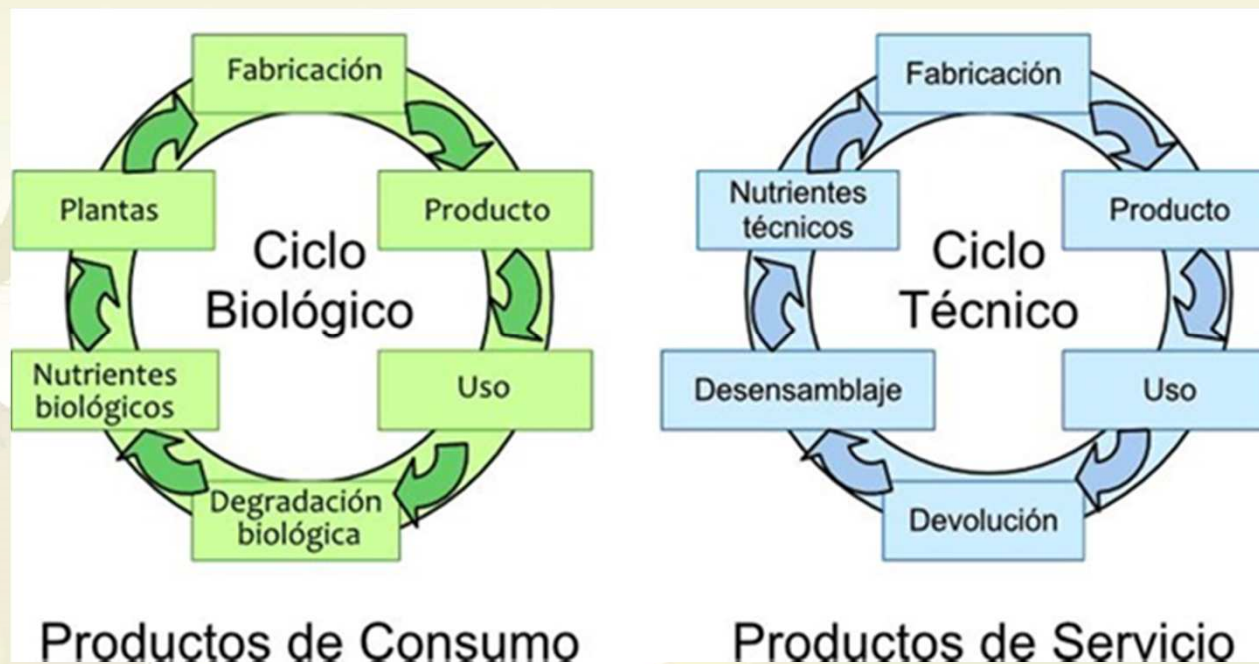 Fabricación
Producto
Uso
Degradación
biológica
Nutrientes
biológicos
Plantas
Ciclo
Biológico
Productos de Consumo
Fabricación
Producto
Uso
Devolución
Desensamblaje
Nutrientes
técnicos
Ciclo
Técnico
Productos de Servicio